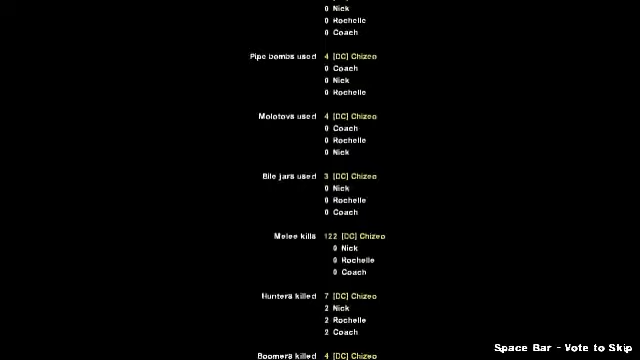 0 Nick
0 Rochelle
0 Coach
Pipe bombs used 4 [DC] Chizeo
0 Coach
0 Nick
0 Rochelle
Molotovs used 4 [DC] Chizeo
0 Coach
0 Rochelle
0 Nick
Bile jars used 3 [DC] Chizeo
0 Nick
0 Rochelle
0 Coach
Melee kills 122 [DC] Chizeo
0 Nick
0 Rochelle
0 Coach
Hunters killed 7 [DC] Chizeo
2 Nick
2 Rochelle
2 Coach
Boomers killed 4 [DC] Chizeo
Space Bar - Vote to Skip